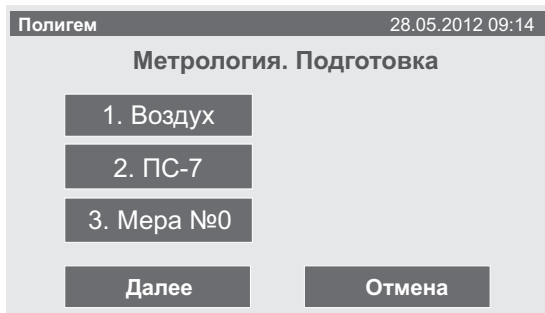 Полигем 28.05.2012 09:14
Метрология. Подготовка
1. Воздух
2. ПС-7
3. Мера №0
Далее Отмена